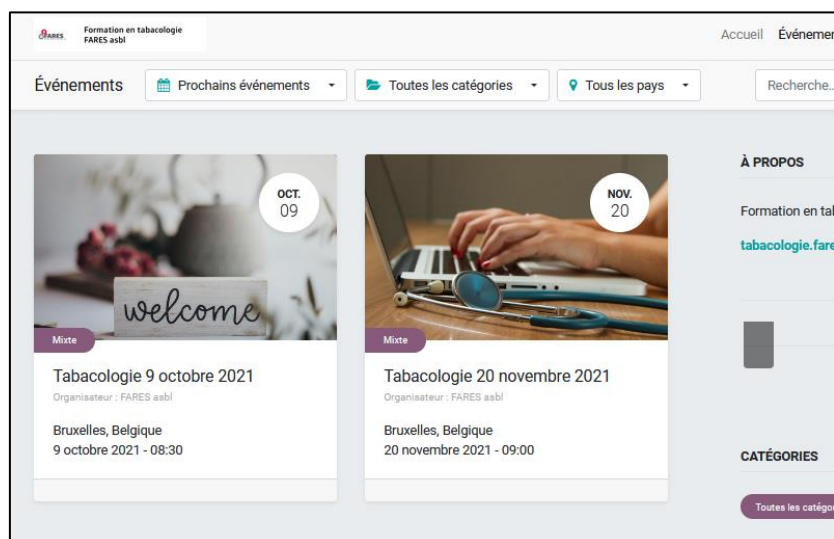 FARES
Formation en tabacologie
FARES asbl
Accueil Événemen
Événements Prochains événements Toutes les catégories Tous les pays Recherche...
OCT.
09
welcome
Mixte
Tabacologie 9 octobre 2021
Organisateur : FARES asbl
Bruxelles, Belgique
9 octobre 2021 - 08:30
NOV.
20
Mixte
Tabacologie 20 novembre 2021
Organisateur : FARES asbl
Bruxelles, Belgique
20 novembre 2021 - 09:00
À PROPOS
Formation en tab
tabacologie.fare
CATÉGORIES
Toutes les catégor